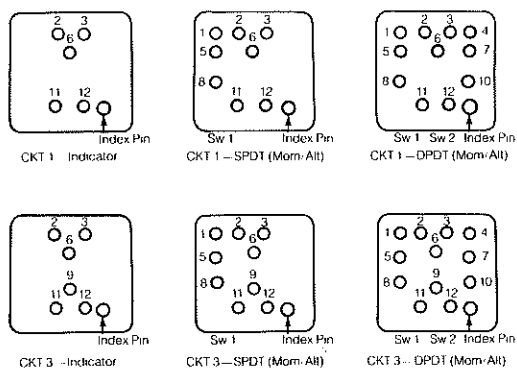 2 3
6
11 12
Index Pin
CKT 1 – Indicator
1 2 3
5 6
8
11 12
Sw 1 Index Pin
CKT 1 – SPDT (Mom-Alt)
1 2 3 4
5 6 7
8 10
11 12
Sw 1 Sw 2 Index Pin
CKT 1 – DPDT (Mom-Alt)
2 3
6
9
11 12
Index Pin
CKT 3 – Indicator
1 2 3
5 6
8 9
11 12
Sw 1 Index Pin
CKT 3 – SPDT (Mom-Alt)
1 2 3 4
5 6 7
8 9 10
11 12
Sw 1 Sw 2 Index Pin
CKT 3 – DPDT (Mom-Alt)